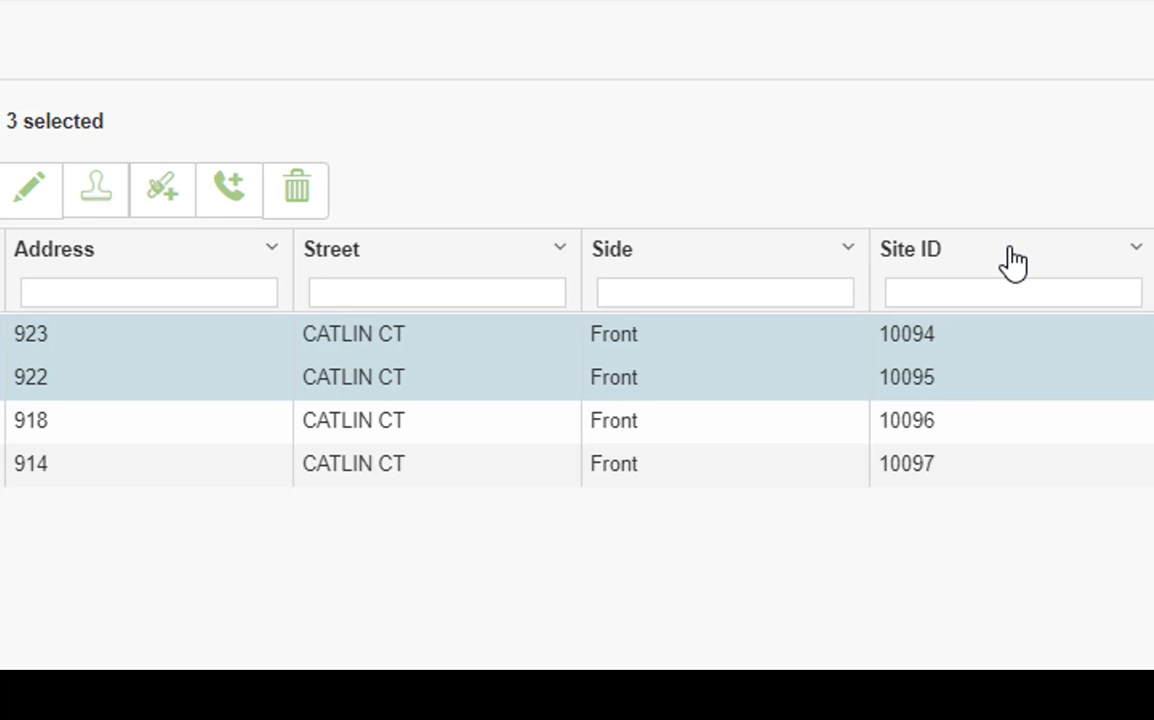 3 selected
Address Street Side Site ID
923 CATLIN CT Front 10094
922 CATLIN CT Front 10095
918 CATLIN CT Front 10096
914 CATLIN CT Front 10097